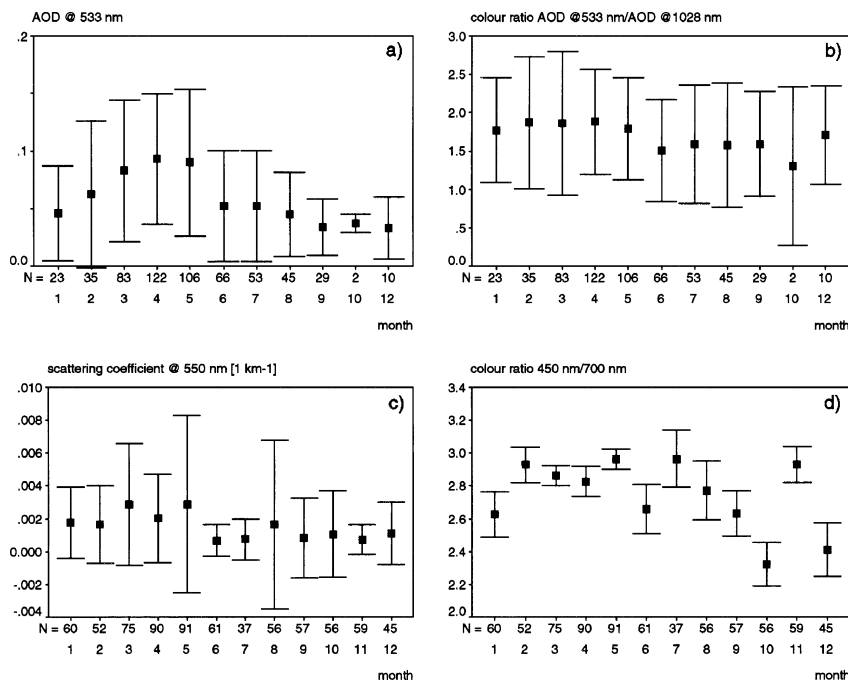 AOD @ 533 nm
.2
a)
.1
0.0
N = 23 35 83 122 106 66 53 45 29 2 10
1 2 3 4 5 6 7 8 9 10 12
month
colour ratio AOD @533 nm/AOD @1028 nm
3.0
b)
2.5
2.0
1.5
1.0
.5
0.0
N = 23 35 83 122 106 66 53 45 29 2 10
1 2 3 4 5 6 7 8 9 10 12
month
scattering coefficient @ 550 nm [1 km-1]
.010
c)
.008
.006
.004
.002
0.000
-.002
-.004
N = 60 52 75 90 91 61 37 56 57 56 59 45
1 2 3 4 5 6 7 8 9 10 11 12
month
colour ratio 450 nm/700 nm
3.4
d)
3.2
3.0
2.8
2.6
2.4
2.2
2.0
N = 60 52 75 90 91 61 37 56 57 56 59 45
1 2 3 4 5 6 7 8 9 10 11 12
month